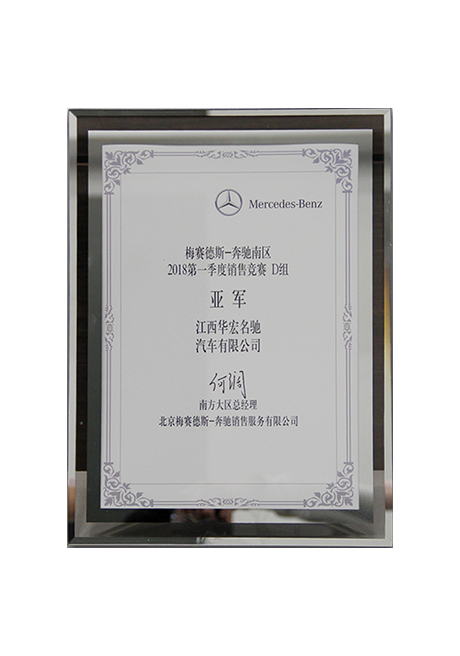 Mercedes-Benz
梅赛德斯-奔驰南区
2018第一季度销售竞赛 D组
亚 军
江西华宏名驰
汽车有限公司
何润
南方大区总经理
北京梅赛德斯-奔驰销售服务有限公司